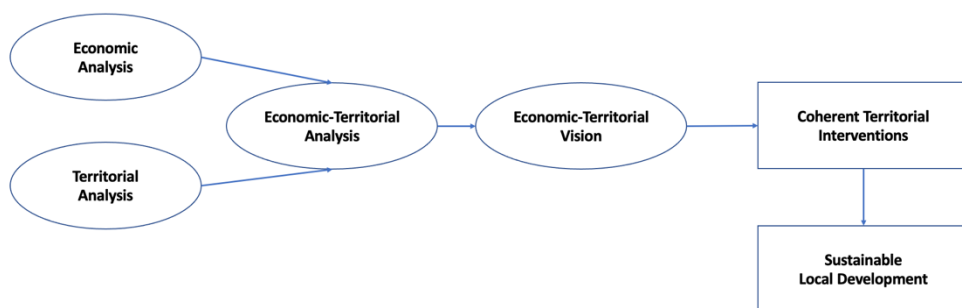 Economic
Analysis
Territorial
Analysis
Economic-Territorial
Analysis
Economic-Territorial
Vision
Coherent Territorial
Interventions
Sustainable
Local Development